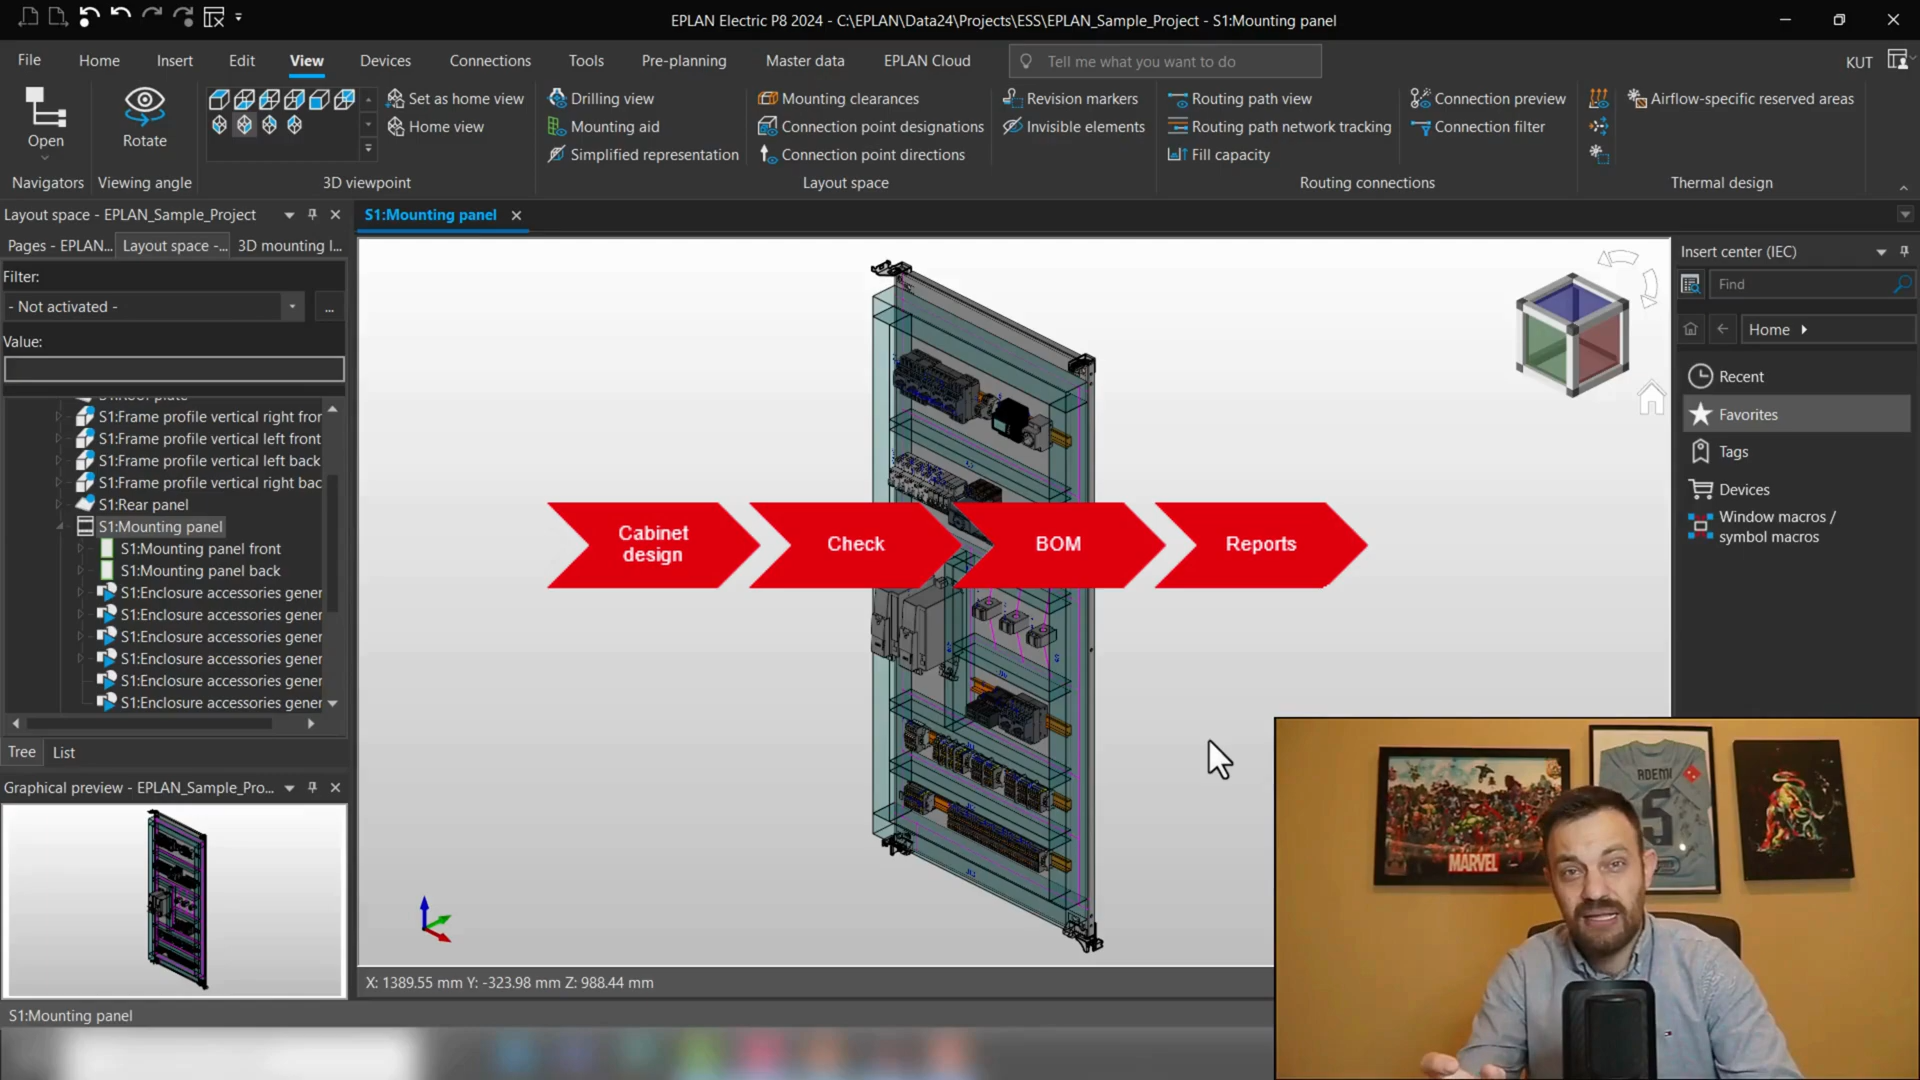 EPLAN Electric P8 2024 - C:\EPLAN\Data24\Projects\ESS\EPLAN_Sample_Project - S1:Mounting panel
File
Home
Insert
Edit
View
Devices
Connections
Tools
Pre-planning
Master data
EPLAN Cloud
Tell me what you want to do
KUT
Open
Rotate
Set as home view
Home view
Drilling view
Mounting aid
Simplified representation
Mounting clearances
Connection point designations
Connection point directions
Revision markers
Invisible elements
Routing path view
Routing path network tracking
Fill capacity
Connection preview
Connection filter
Airflow-specific reserved areas
Navigators
Viewing angle
3D viewpoint
Layout space
Routing connections
Thermal design
Layout space - EPLAN_Sample_Project
S1:Mounting panel
Pages - EPLAN...
Layout space -...
3D mounting l...
Filter:
- Not activated -
...
Value:
S1:Frame profile vertical right fror
S1:Frame profile vertical left front
S1:Frame profile vertical left back
S1:Frame profile vertical right bac
S1:Rear panel
S1:Mounting panel
S1:Mounting panel front
S1:Mounting panel back
S1:Enclosure accessories gener
S1:Enclosure accessories gener
S1:Enclosure accessories gener
S1:Enclosure accessories gener
S1:Enclosure accessories gener
S1:Enclosure accessories gener
Tree
List
Graphical preview - EPLAN_Sample_Pro...
Cabinet
design
Check
BOM
Reports
Insert center (IEC)
Find
Home
Recent
Favorites
Tags
Devices
Window macros /
symbol macros
MARVEL
ADEMI
5
X: 1389.55 mm Y: -323.98 mm Z: 988.44 mm
S1:Mounting panel